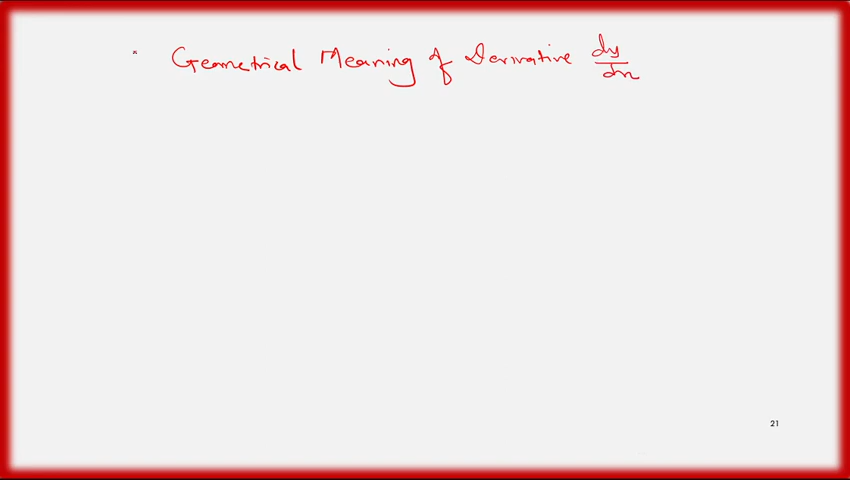 * Geometrical Meaning of Derivative dy/dx
21